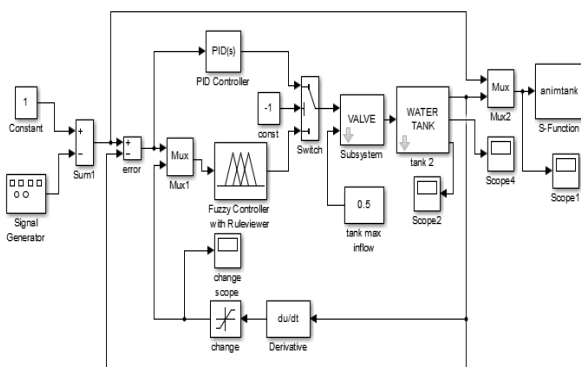 PID(s)
PID Controller
1
Constant
+
−
Sum1
Signal
Generator
+
−
error
Mux
Mux1
-1
const
Switch
Fuzzy Controller
with Ruleviewer
VALVE
Subsystem
WATER
TANK
tank 2
Mux
Mux2
animtank
S-Function
Scope4
Scope1
Scope2
0.5
tank max
inflow
change
scope
change
du/dt
Derivative